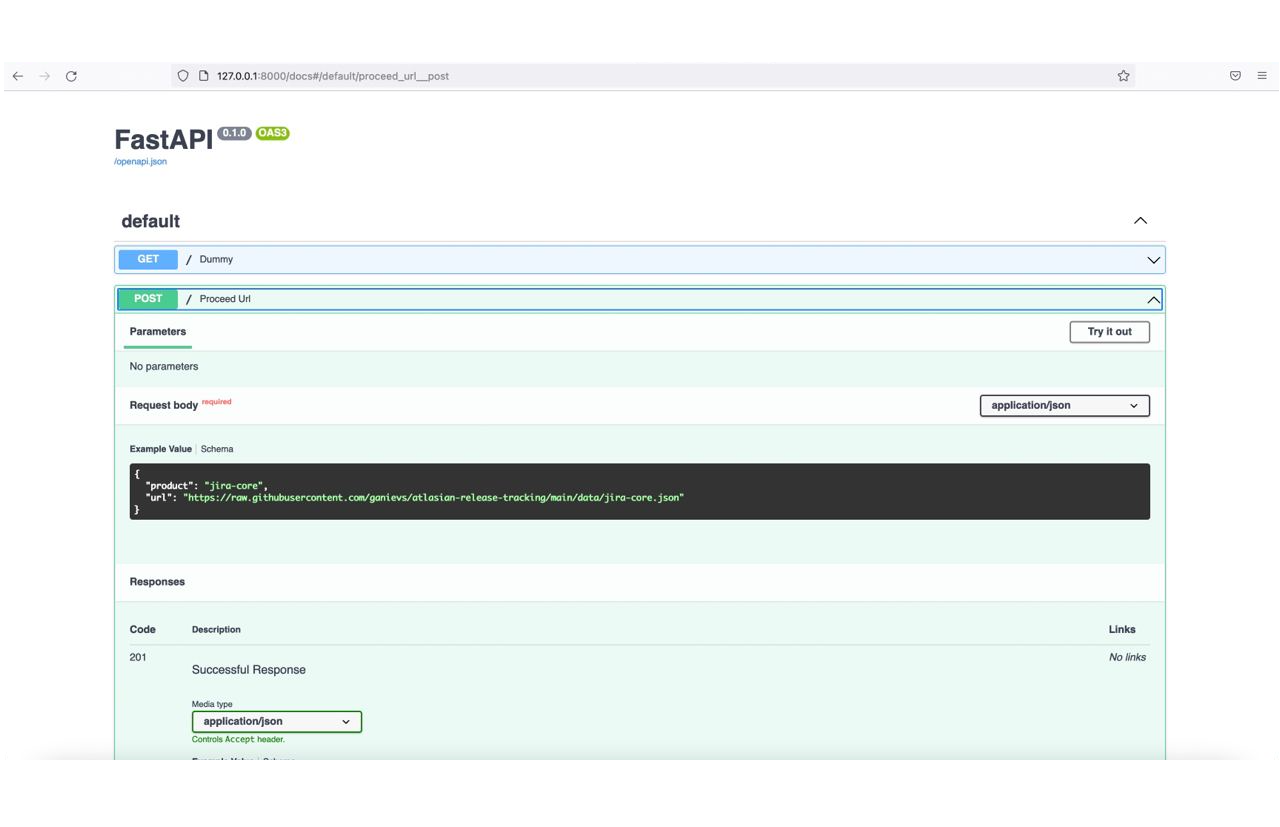 127.0.0.1:8000/docs#/default/proceed_url__post
FastAPI 0.1.0 OAS3
/openapi.json
default
GET / Dummy
POST / Proceed Url
Parameters Try it out
No parameters
Request body required application/json
Example Value | Schema
{
"product": "jira-core",
"url": "https://raw.githubusercontent.com/ganievs/atlasian-release-tracking/main/data/jira-core.json"
}
Responses
Code Description Links
201 No links
Successful Response
Media type
application/json
Controls Accept header.